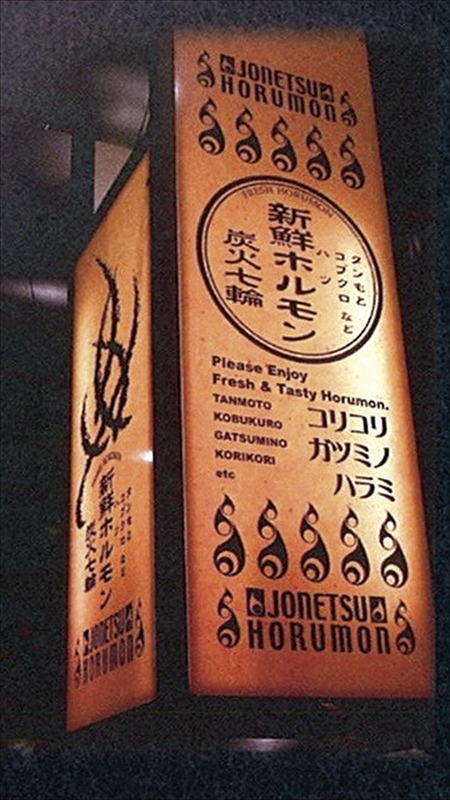 JONETSU
HORUMON
FRESH HORUMON
タンもと
コブクロ など
ハツ
新鮮ホルモン
炭火七輪
Please Enjoy
Fresh & Tasty Horumon.
TANMOTO
KOBUKURO
GATSUMINO
KORIKORI
etc
コリコリ
ガツミノ
ハラミ
JONETSU
HORUMON
新鮮ホルモン
炭火七輪
JONETSU
HORUMON